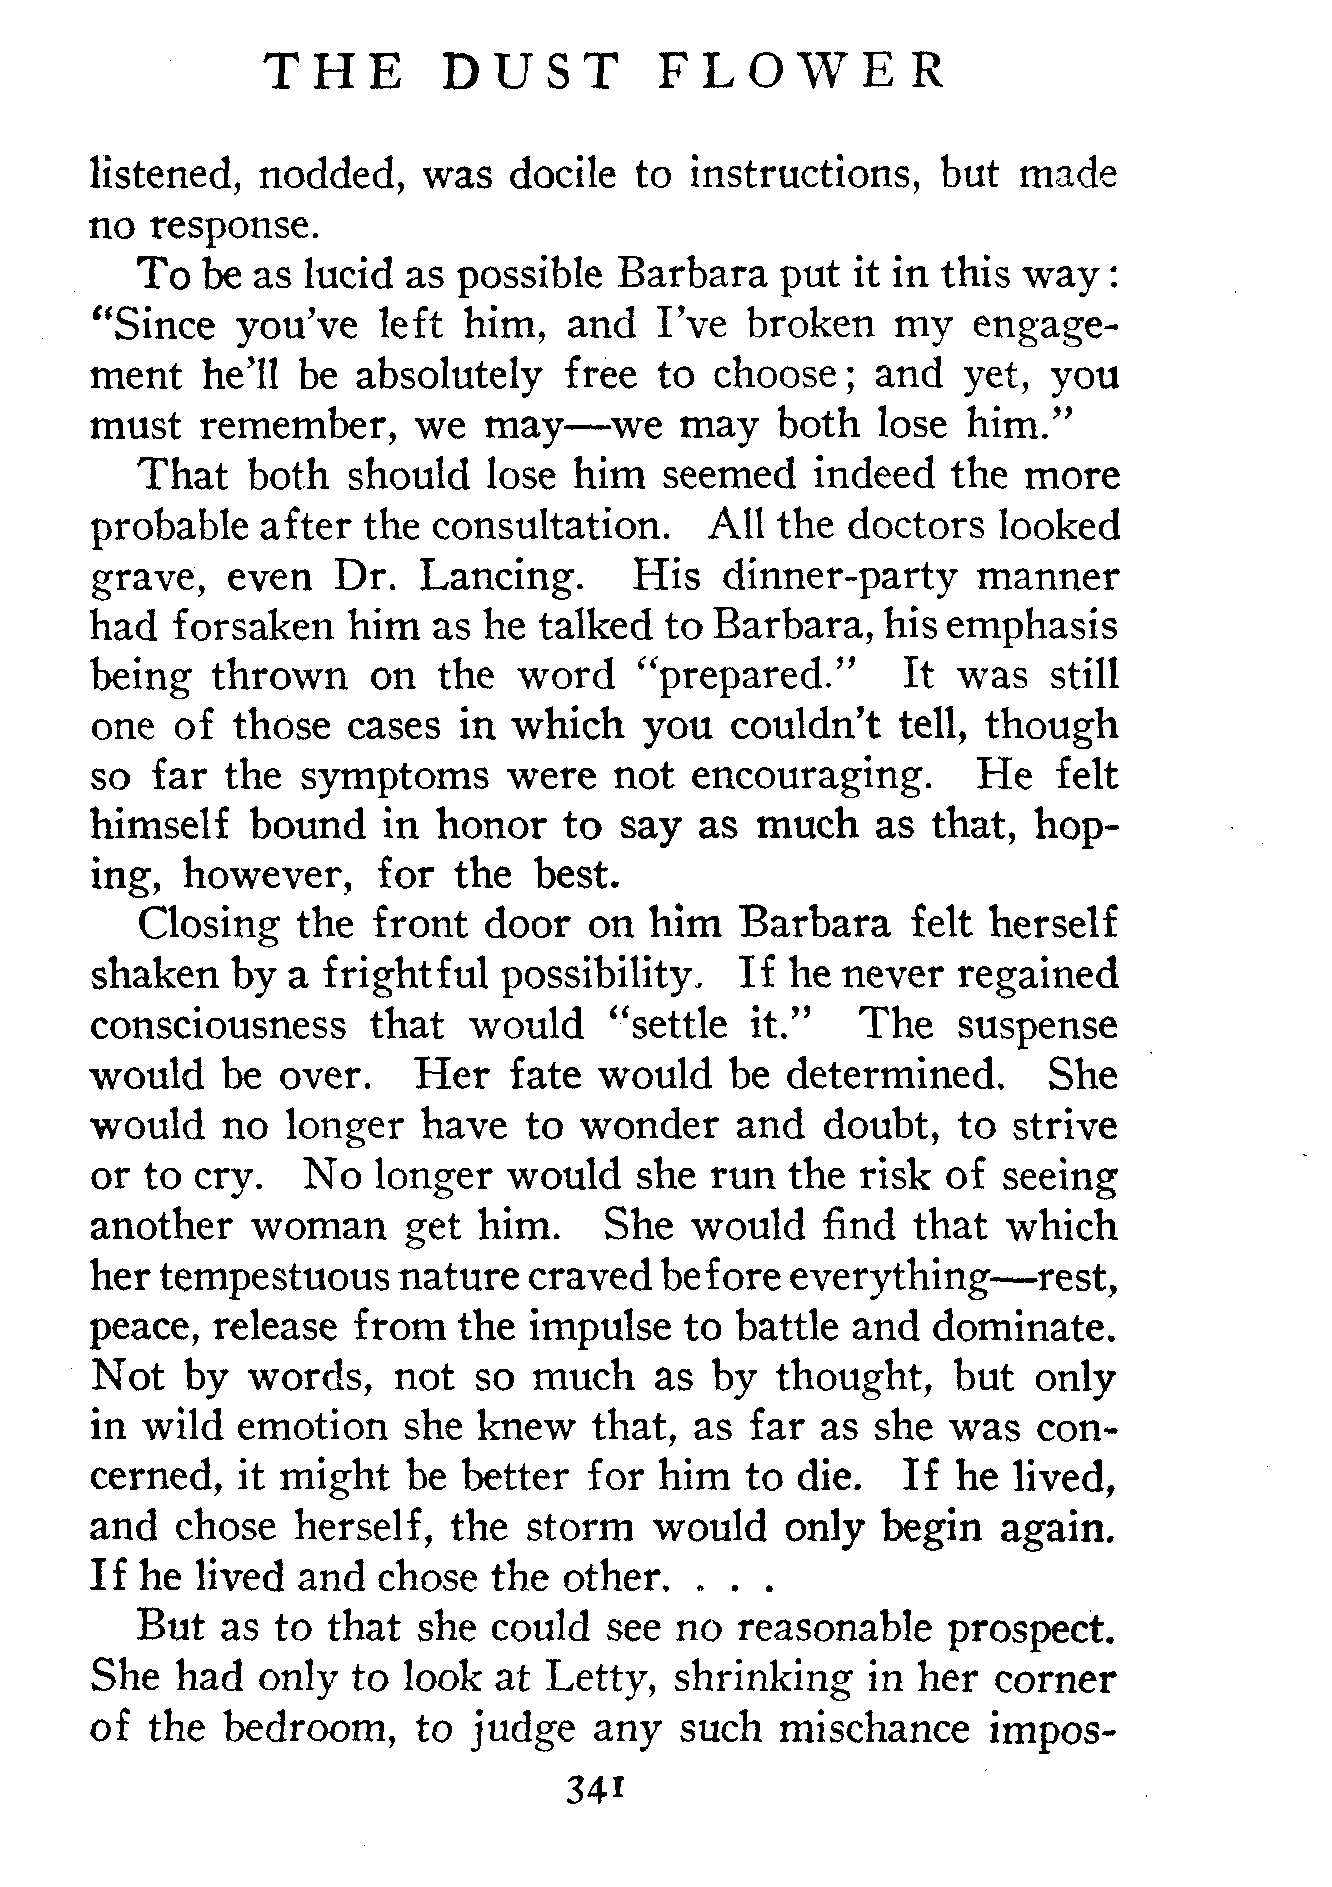 THE DUST FLOWER
listened, nodded, was docile to instructions, but made
no response.
To be as lucid as possible Barbara put it in this way:
"Since you've left him, and I've broken my engage-
ment he'll be absolutely free to choose; and yet, you
must remember, we may—we may both lose him."
That both should lose him seemed indeed the more
probable after the consultation. All the doctors looked
grave, even Dr. Lancing. His dinner-party manner
had forsaken him as he talked to Barbara, his emphasis
being thrown on the word "prepared." It was still
one of those cases in which you couldn't tell, though
so far the symptoms were not encouraging. He felt
himself bound in honor to say as much as that, hop-
ing, however, for the best.
Closing the front door on him Barbara felt herself
shaken by a frightful possibility. If he never regained
consciousness that would "settle it." The suspense
would be over. Her fate would be determined. She
would no longer have to wonder and doubt, to strive
or to cry. No longer would she run the risk of seeing
another woman get him. She would find that which
her tempestuous nature craved before everything—rest,
peace, release from the impulse to battle and dominate.
Not by words, not so much as by thought, but only
in wild emotion she knew that, as far as she was con-
cerned, it might be better for him to die. If he lived,
and chose herself, the storm would only begin again.
If he lived and chose the other. . . .
But as to that she could see no reasonable prospect.
She had only to look at Letty, shrinking in her corner
of the bedroom, to judge any such mischance impos-
341